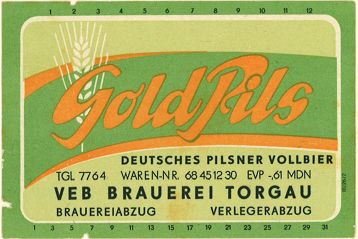 1 2 3 4 5 6 7 8 9 10 11 12
Gold Pils
DEUTSCHES PILSNER VOLLBIER
TGL 7764 WAREN-NR. 68 4512 30 EVP -,61 MDN
VEB BRAUEREI TORGAU
BRAUEREIABZUG VERLEGERABZUG
1 3 5 7 9 11 13 15 17 19 21 23 25 27 29 31